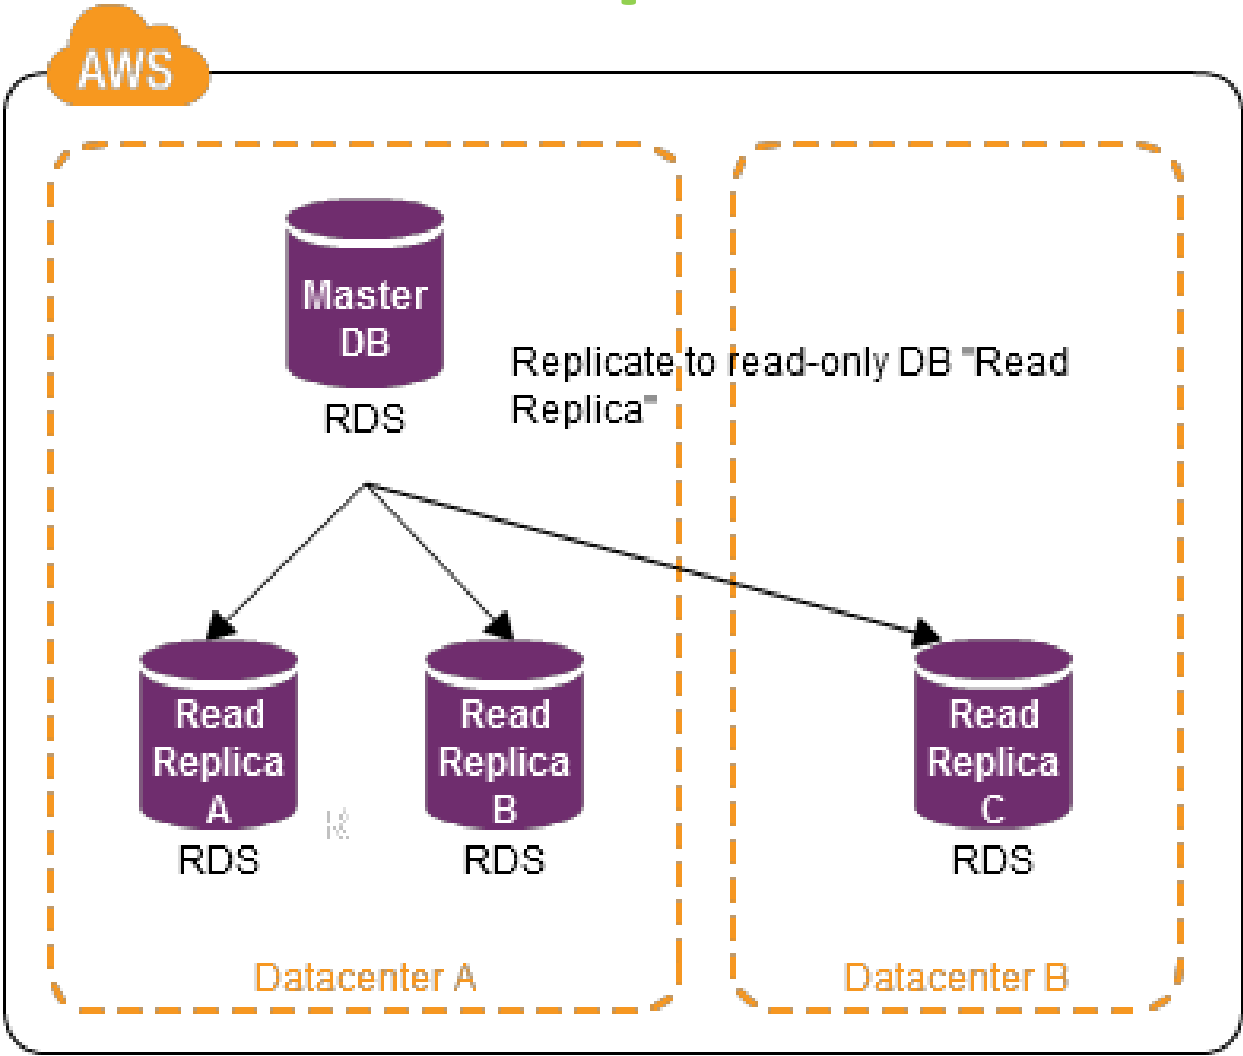 AWS
Master
DB
RDS
Replicate to read-only DB "Read
Replica"
Read
Replica
A
RDS
Read
Replica
B
RDS
Read
Replica
C
RDS
Datacenter A
Datacenter B